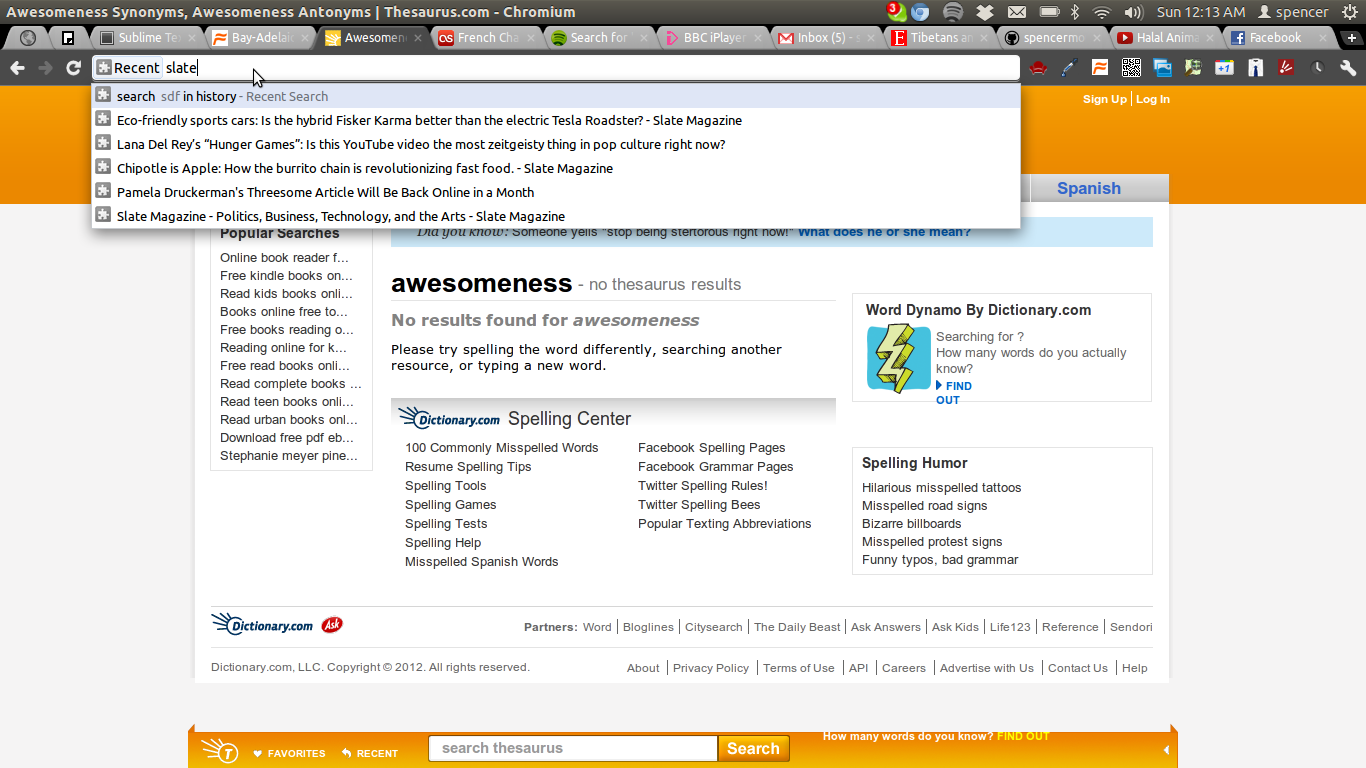 Awesomeness Synonyms, Awesomeness Antonyms | Thesaurus.com - Chromium
3
Sun 12:13 AM
spencer
Sublime Te
Bay-Adelai
Awesomen
French Cha
Search for
BBC iPlaye
Inbox (5) - s
Tibetans an
spencermo
Halal Anima
Facebook
Recent slate
search sdf in history - Recent Search
Eco-friendly sports cars: Is the hybrid Fisker Karma better than the electric Tesla Roadster? - Slate Magazine
Lana Del Rey's “Hunger Games”: Is this YouTube video the most zeitgeisty thing in pop culture right now?
Chipotle is Apple: How the burrito chain is revolutionizing fast food. - Slate Magazine
Pamela Druckerman's Threesome Article Will Be Back Online in a Month
Slate Magazine - Politics, Business, Technology, and the Arts - Slate Magazine
Sign Up | Log In
Spanish
Popular Searches
Online book reader f...
Free kindle books on...
Read kids books onli...
Books online free to...
Free books reading o...
Reading online for k...
Free read books onli...
Read complete books ...
Read teen books onli...
Read urban books onl...
Download free pdf eb...
Stephanie meyer pine...
Did you know: Someone yells "stop being stertorous right now!" What does he or she mean?
awesomeness - no thesaurus results
No results found for awesomeness
Please try spelling the word differently, searching another
resource, or typing a new word.
Dictionary.com Spelling Center
100 Commonly Misspelled Words
Resume Spelling Tips
Spelling Tools
Spelling Games
Spelling Tests
Spelling Help
Misspelled Spanish Words
Facebook Spelling Pages
Facebook Grammar Pages
Twitter Spelling Rules!
Twitter Spelling Bees
Popular Texting Abbreviations
Word Dynamo By Dictionary.com
Searching for ?
How many words do you actually
know?
FIND
OUT
Spelling Humor
Hilarious misspelled tattoos
Misspelled road signs
Bizarre billboards
Misspelled protest signs
Funny typos, bad grammar
Dictionary.com Ask
Partners: Word | Bloglines | Citysearch | The Daily Beast | Ask Answers | Ask Kids | Life123 | Reference | Sendori
Dictionary.com, LLC. Copyright © 2012. All rights reserved.
About | Privacy Policy | Terms of Use | API | Careers | Advertise with Us | Contact Us | Help
T
FAVORITES
RECENT
search thesaurus
Search
How many words do you know? FIND OUT